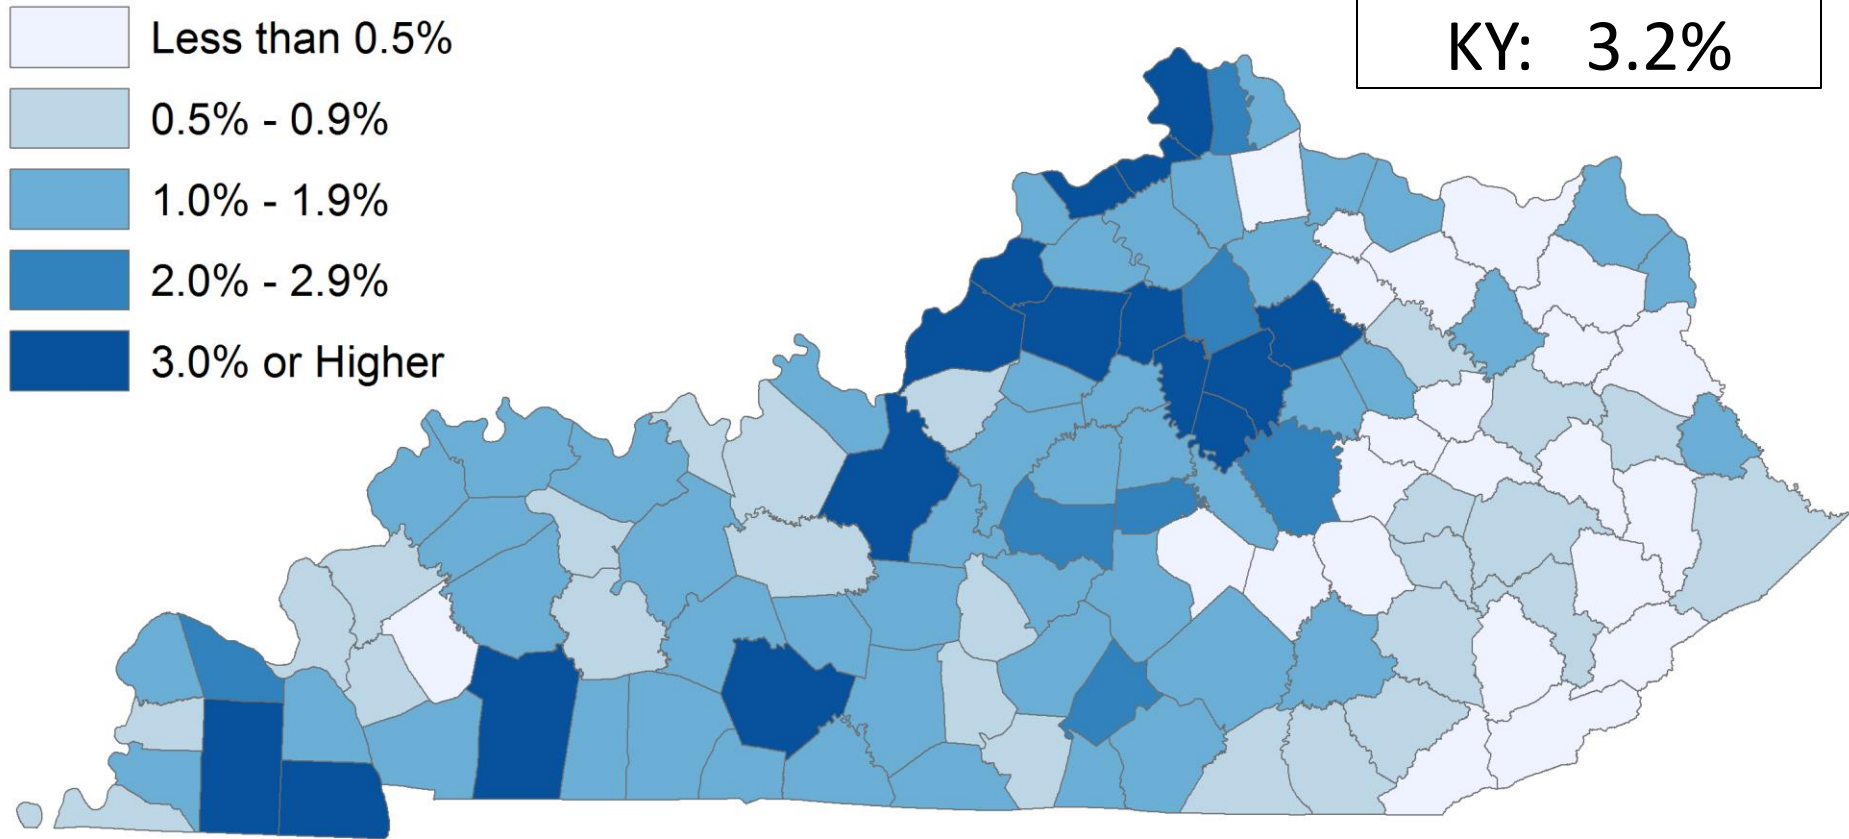 Less than 0.5%
0.5% - 0.9%
1.0% - 1.9%
2.0% - 2.9%
3.0% or Higher
KY: 3.2%